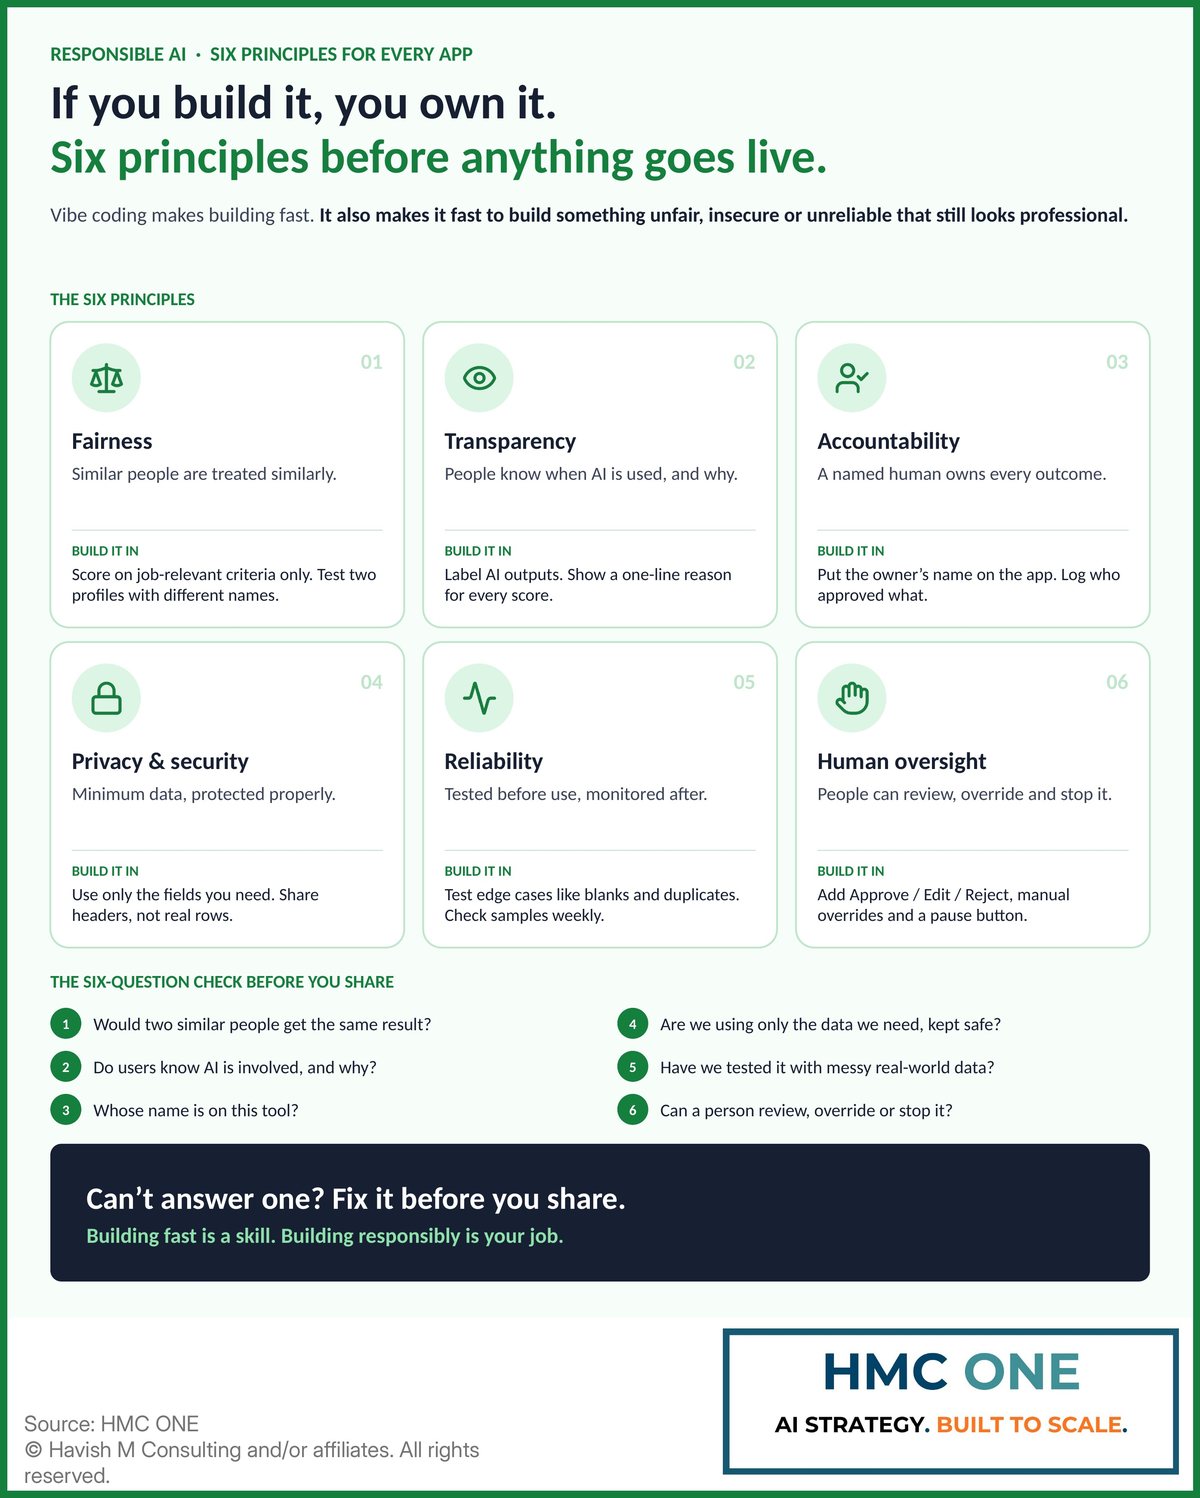 RESPONSIBLE AI · SIX PRINCIPLES FOR EVERY APP
If you build it, you own it.
Six principles before anything goes live.
Vibe coding makes building fast. It also makes it fast to build something unfair, insecure or unreliable that still looks professional.
THE SIX PRINCIPLES
01
Fairness
Similar people are treated similarly.
BUILD IT IN
Score on job-relevant criteria only. Test two
profiles with different names.
02
Transparency
People know when AI is used, and why.
BUILD IT IN
Label AI outputs. Show a one-line reason
for every score.
03
Accountability
A named human owns every outcome.
BUILD IT IN
Put the owner’s name on the app. Log who
approved what.
04
Privacy & security
Minimum data, protected properly.
BUILD IT IN
Use only the fields you need. Share
headers, not real rows.
05
Reliability
Tested before use, monitored after.
BUILD IT IN
Test edge cases like blanks and duplicates.
Check samples weekly.
06
Human oversight
People can review, override and stop it.
BUILD IT IN
Add Approve / Edit / Reject, manual
overrides and a pause button.
THE SIX-QUESTION CHECK BEFORE YOU SHARE
1 Would two similar people get the same result?
2 Do users know AI is involved, and why?
3 Whose name is on this tool?
4 Are we using only the data we need, kept safe?
5 Have we tested it with messy real-world data?
6 Can a person review, override or stop it?
Can’t answer one? Fix it before you share.
Building fast is a skill. Building responsibly is your job.
HMC ONE
AI STRATEGY. BUILT TO SCALE.
Source: HMC ONE
© Havish M Consulting and/or affiliates. All rights
reserved.